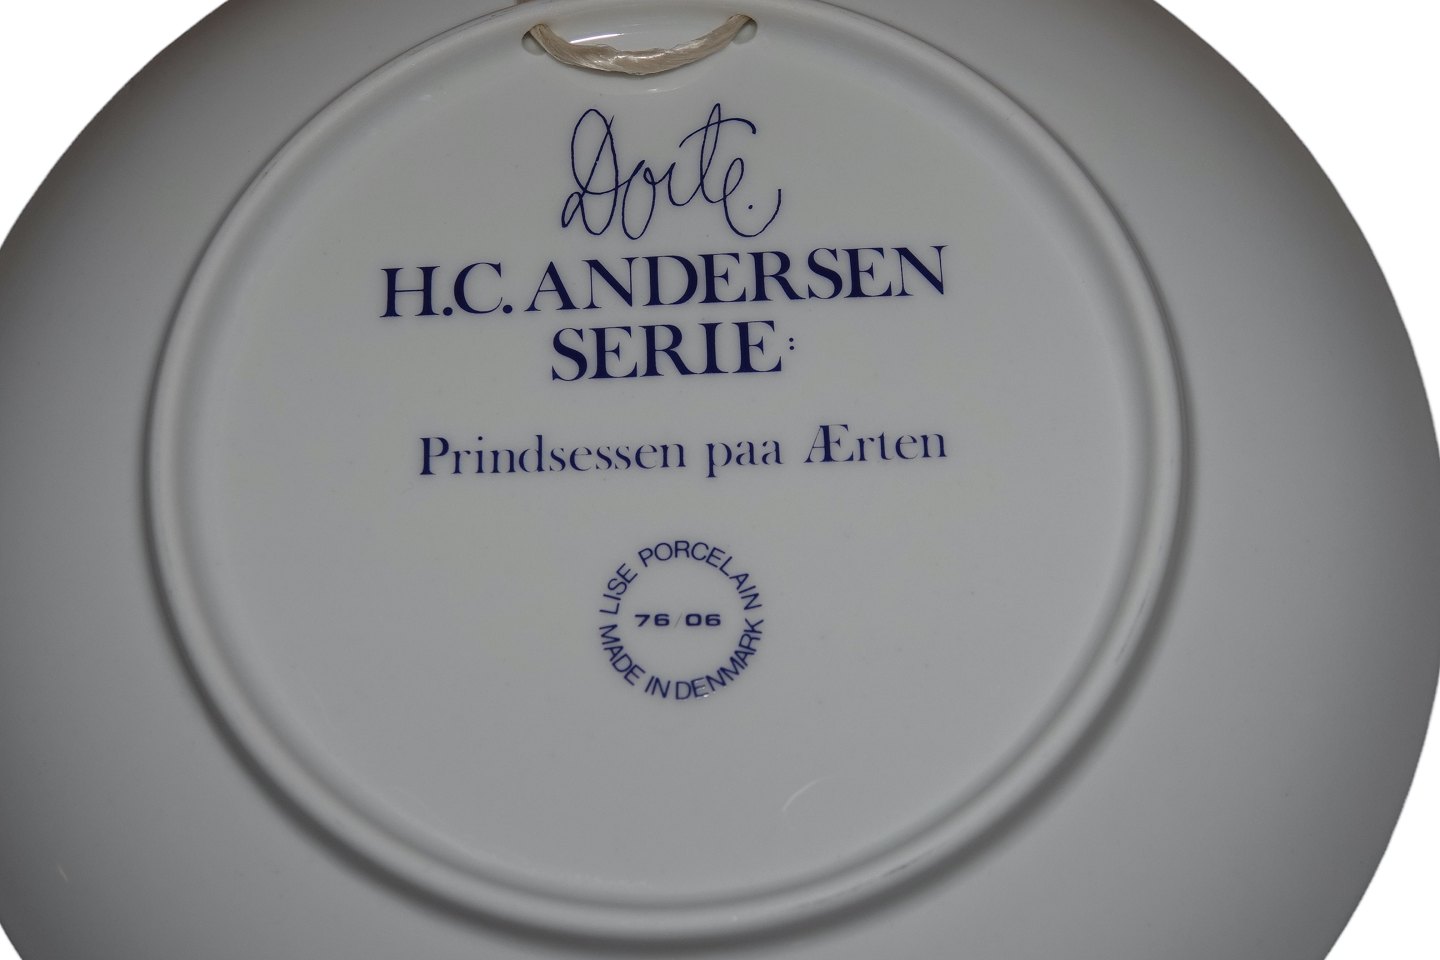 Dorte.
H.C. ANDERSEN
SERIE:
Prindsessen paa Ærten
LISE PORCELAIN
76/06
MADE IN DENMARK